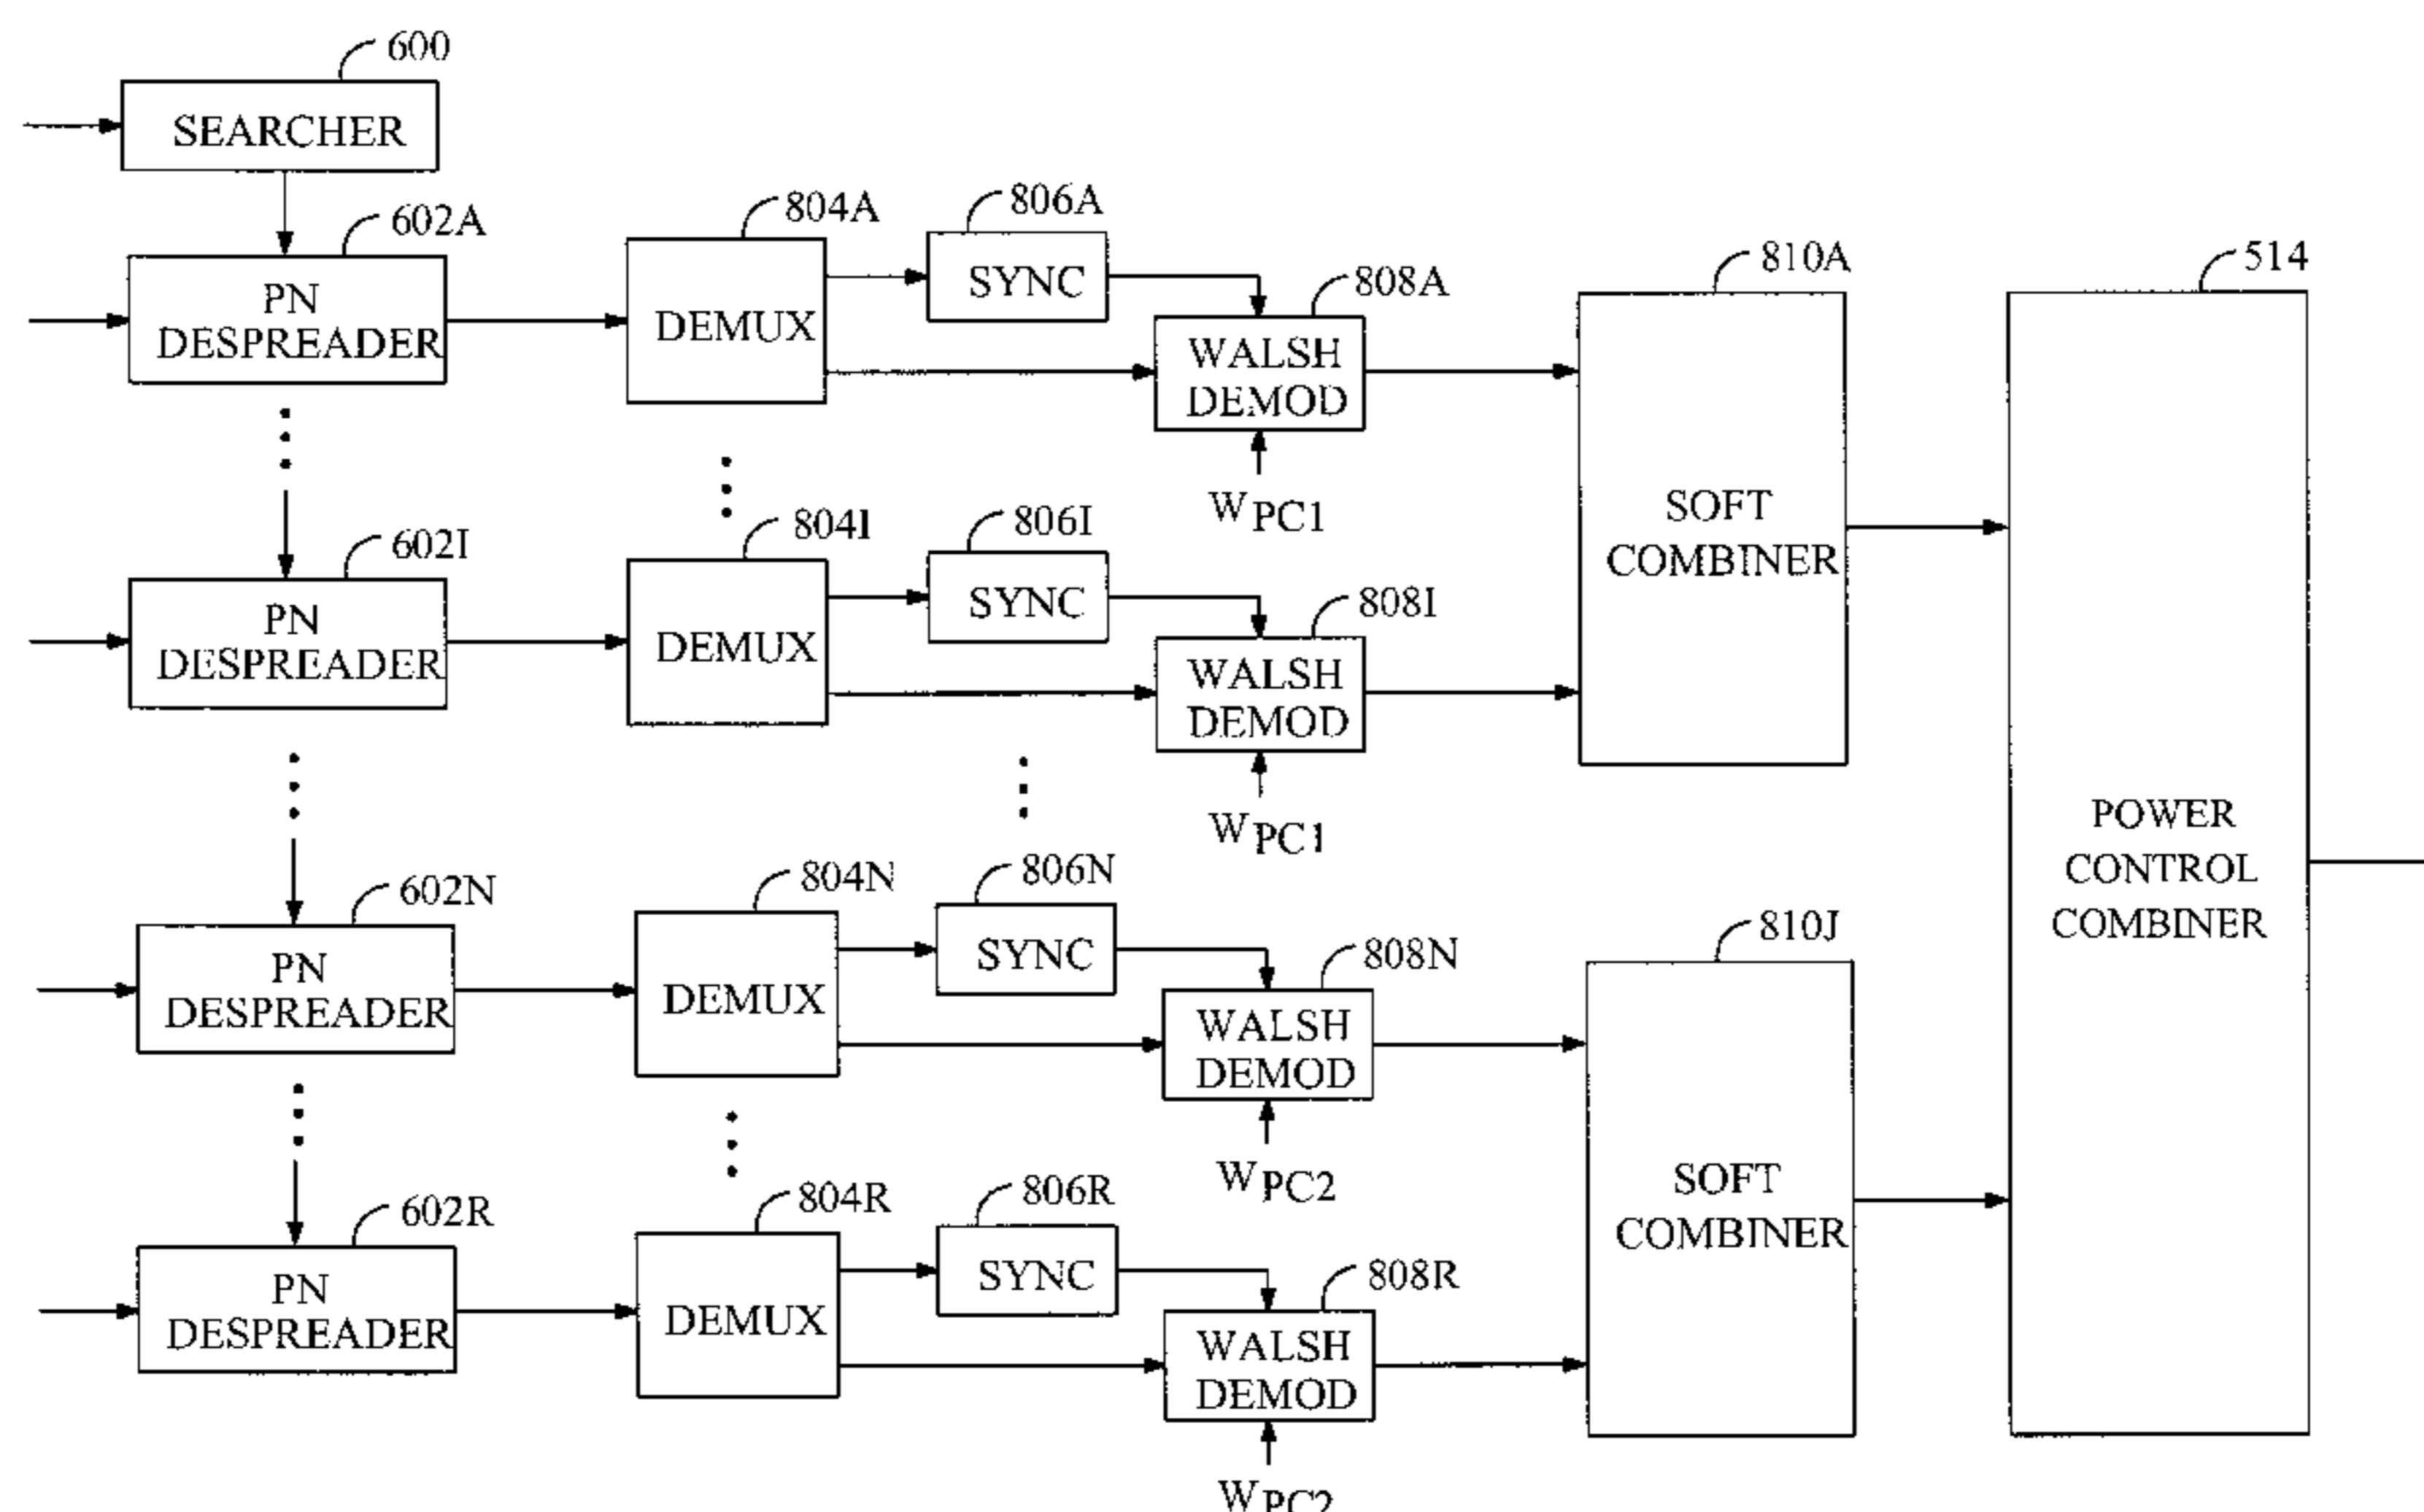 600
SEARCHER
602A
PN
DESPREADER
804A
DEMUX
806A
SYNC
808A
WALSH
DEMOD
WPC1
810A
SOFT
COMBINER
514
POWER
CONTROL
COMBINER
602I
PN
DESPREADER
804I
DEMUX
806I
SYNC
808I
WALSH
DEMOD
WPC1
602N
PN
DESPREADER
804N
DEMUX
806N
SYNC
808N
WALSH
DEMOD
WPC2
810J
SOFT
COMBINER
602R
PN
DESPREADER
804R
DEMUX
806R
SYNC
808R
WALSH
DEMOD
WPC2